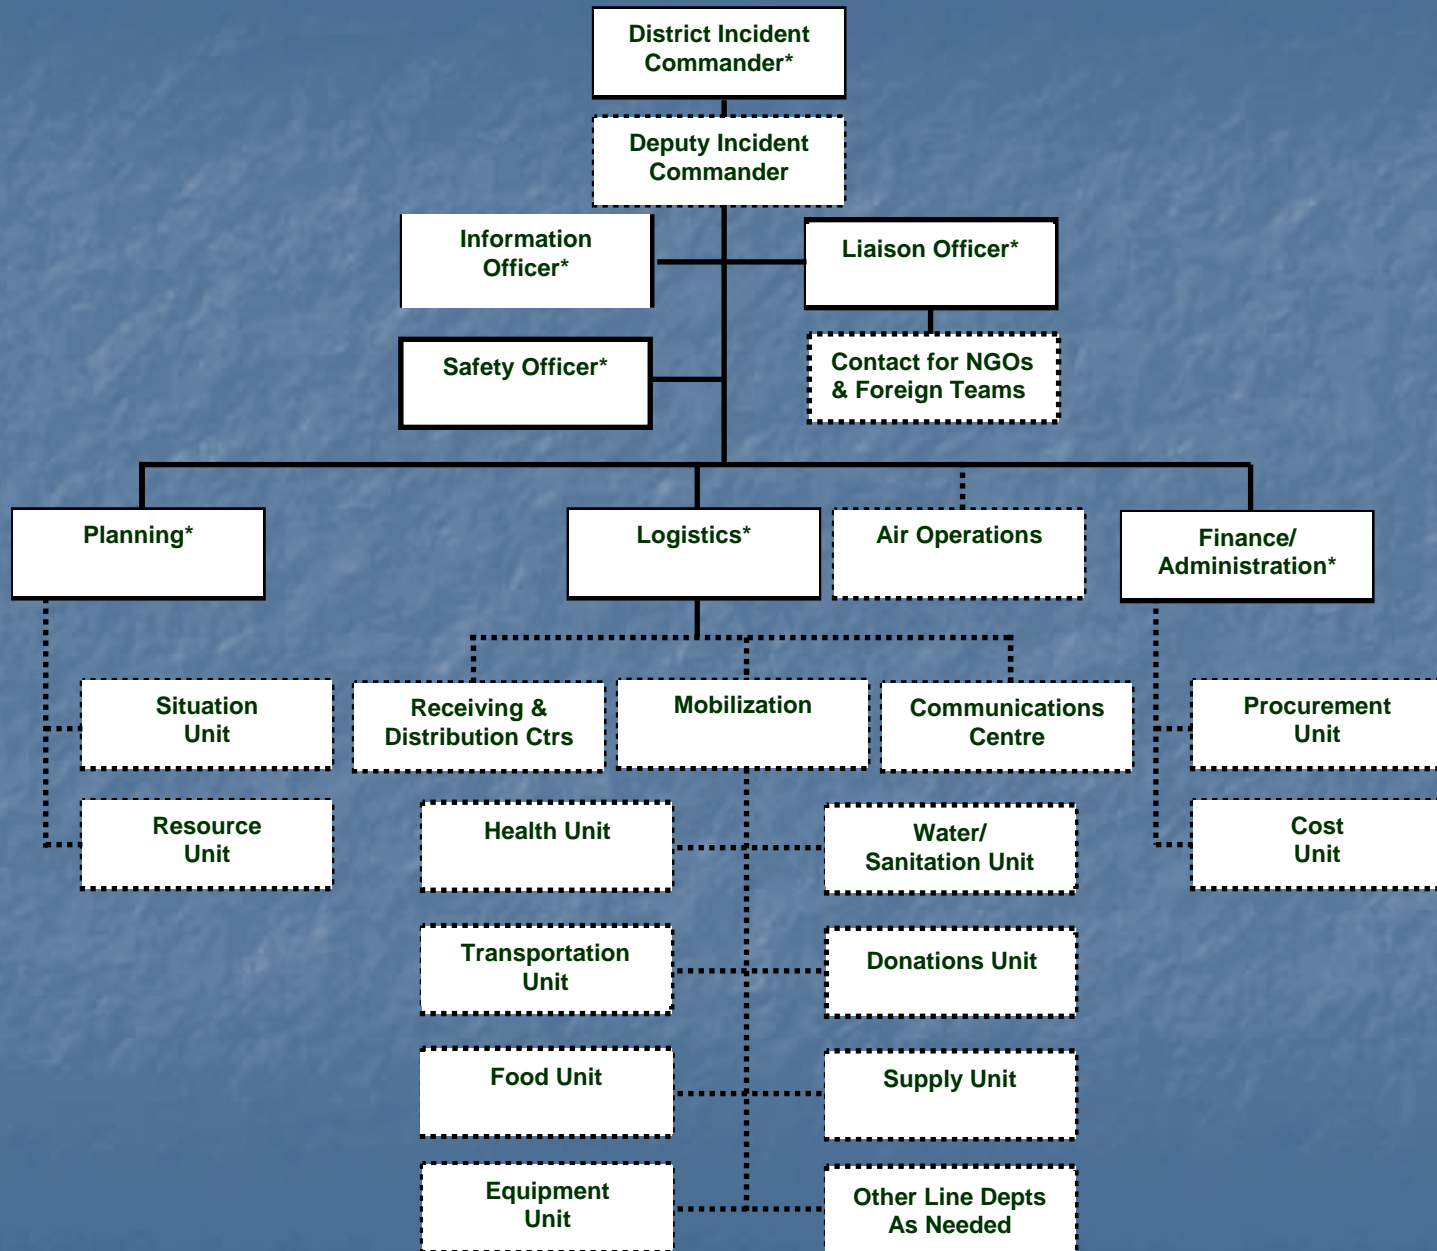 District Incident
Commander*
Deputy Incident
Commander
Information
Officer*
Liaison Officer*
Safety Officer*
Contact for NGOs
& Foreign Teams
Planning*
Logistics*
Air Operations
Finance/
Administration*
Situation
Unit
Receiving &
Distribution Ctrs
Mobilization
Communications
Centre
Procurement
Unit
Resource
Unit
Health Unit
Water/
Sanitation Unit
Cost
Unit
Transportation
Unit
Donations Unit
Food Unit
Supply Unit
Equipment
Unit
Other Line Depts
As Needed